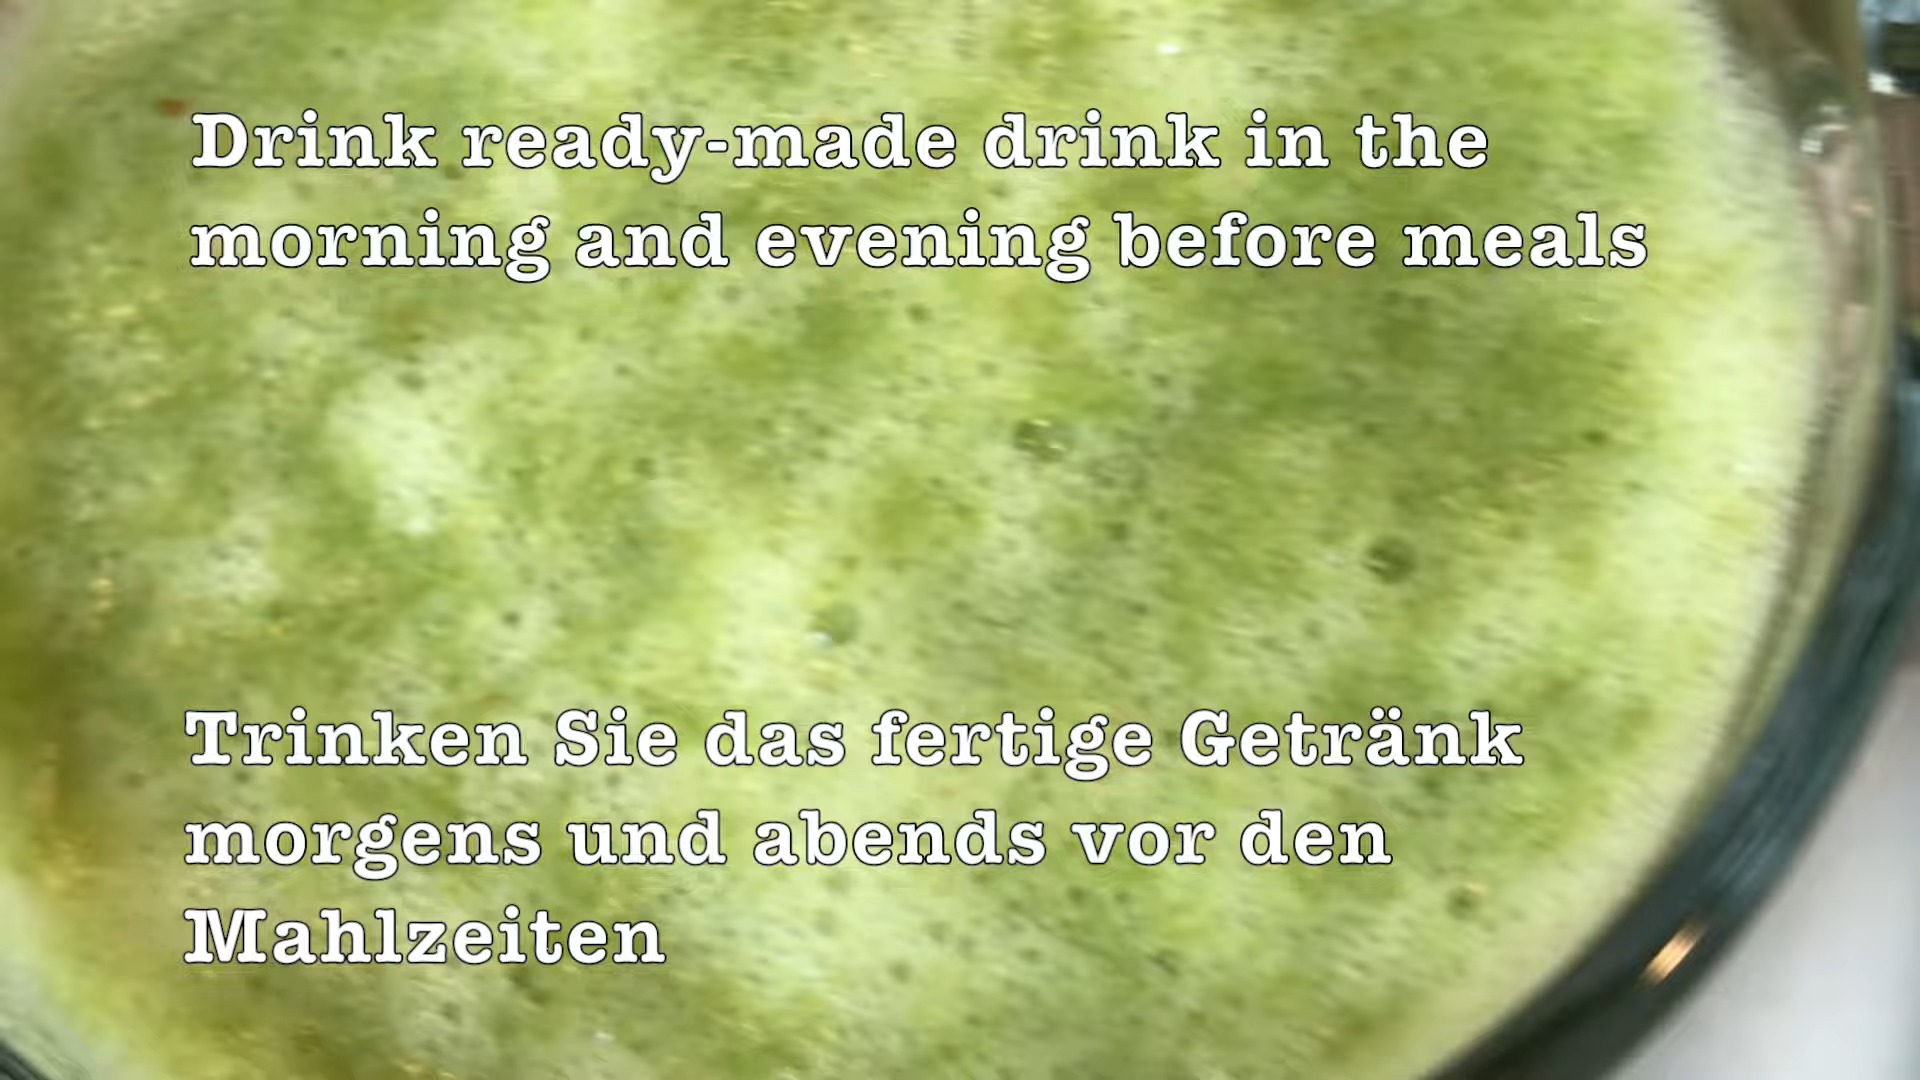 Drink ready-made drink in the
morning and evening before meals
Trinken Sie das fertige Getränk
morgens und abends vor den
Mahlzeiten